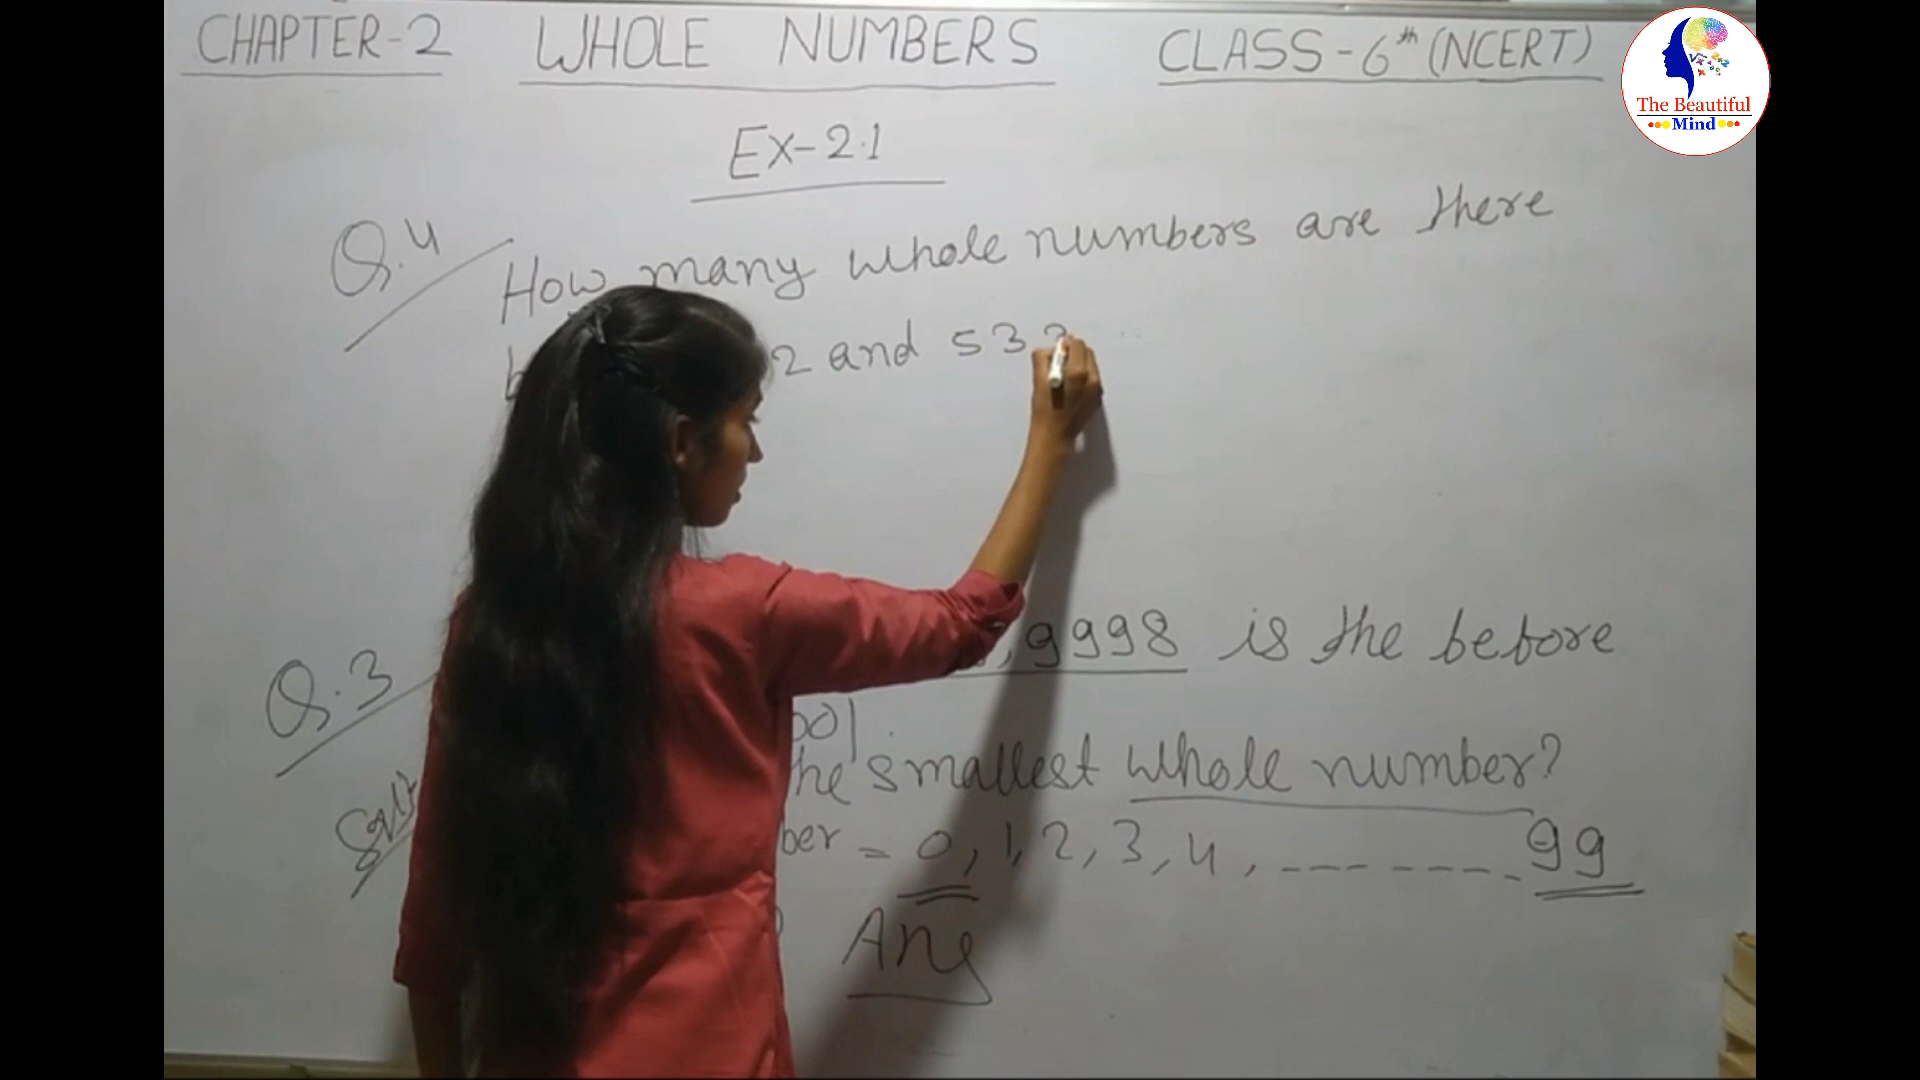 CHAPTER-2 WHOLE NUMBERS CLASS-6th (NCERT)
The Beautiful
Mind
EX-2.1
Q.4 How many whole numbers are there
2 and 53
Q.3 9998 is the before
the smallest whole number?
Soln
= 0, 1, 2, 3, 4, ------- 99
Ans